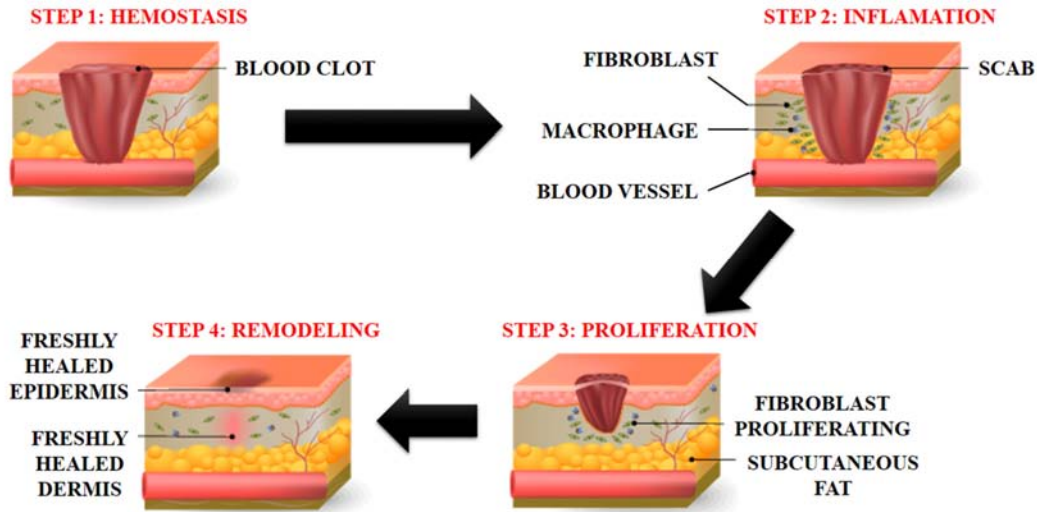 STEP 1: HEMOSTASIS
BLOOD CLOT
STEP 2: INFLAMATION
FIBROBLAST
SCAB
MACROPHAGE
BLOOD VESSEL
STEP 4: REMODELING
FRESHLY
HEALED
EPIDERMIS
FRESHLY
HEALED
DERMIS
STEP 3: PROLIFERATION
FIBROBLAST
PROLIFERATING
SUBCUTANEOUS
FAT